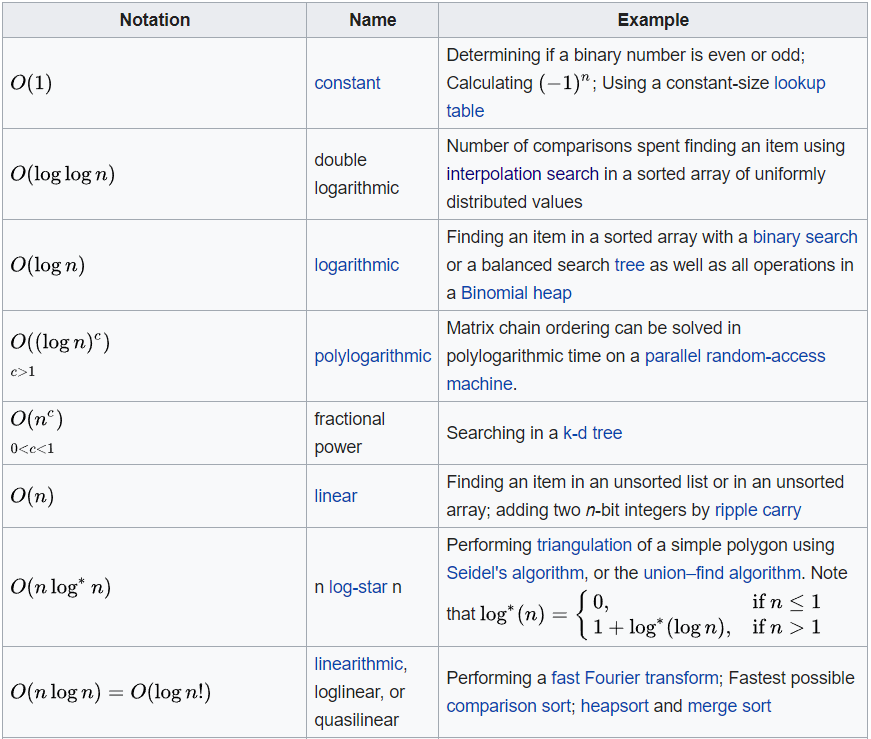 Notation Name Example
O(1) constant Determining if a binary number is even or odd;
Calculating (−1)ⁿ; Using a constant-size lookup
table
O(log log n) double
logarithmic
Number of comparisons spent finding an item using
interpolation search in a sorted array of uniformly
distributed values
O(log n) logarithmic
Finding an item in a sorted array with a binary search
or a balanced search tree as well as all operations in
a Binomial heap
O((log n)ᶜ)
c>1
polylogarithmic
Matrix chain ordering can be solved in
polylogarithmic time on a parallel random-access
machine.
O(nᶜ)
0<c<1
fractional
power
Searching in a k-d tree
O(n) linear
Finding an item in an unsorted list or in an unsorted
array; adding two n-bit integers by ripple carry
O(n log* n) n log-star n
Performing triangulation of a simple polygon using
Seidel's algorithm, or the union–find algorithm. Note
that log*(n) = { 0, if n ≤ 1
1 + log*(log n), if n > 1
O(n log n) = O(log n!)
linearithmic,
loglinear, or
quasilinear
Performing a fast Fourier transform; Fastest possible
comparison sort; heapsort and merge sort